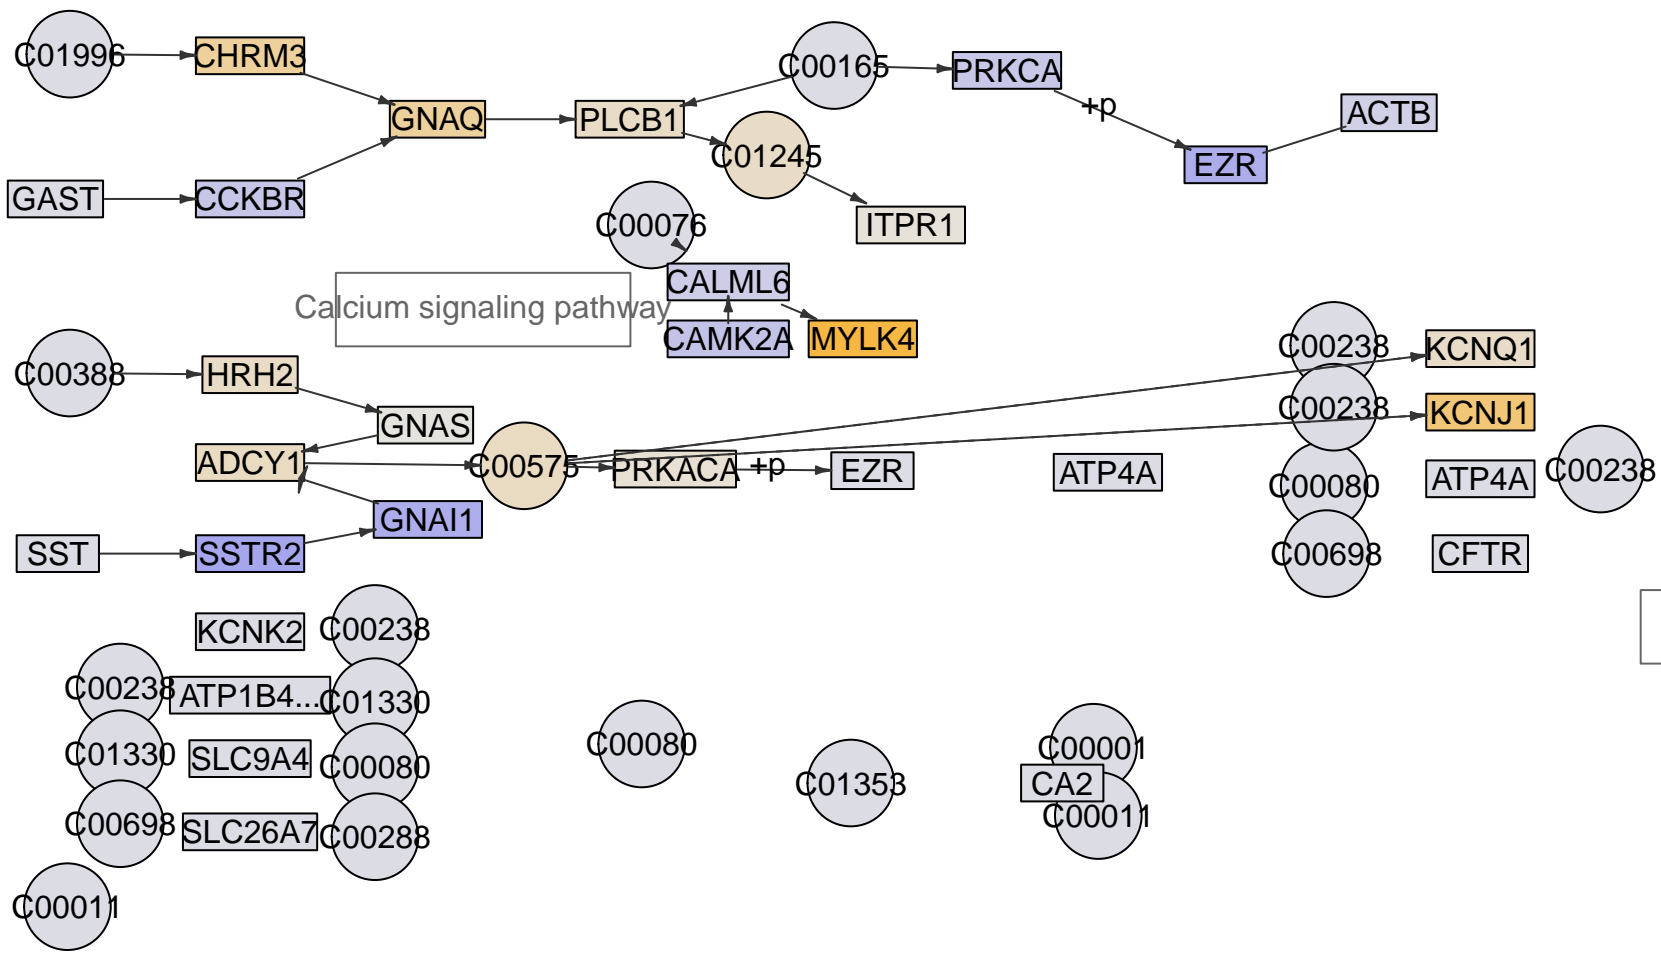 C01996
CHRM3
C00165
PRKCA
+p
ACTB
GNAQ
PLCB1
C01245
EZR
GAST
CCKBR
C00076
ITPR1
CALML6
Calcium signaling pathway
CAMK2A
MYLK4
C00238
KCNQ1
C00388
HRH2
C00238
KCNJ1
GNAS
ADCY1
C00575
PRKACA
+p
EZR
ATP4A
C00080
ATP4A
C00238
GNAI1
SST
SSTR2
C00698
CFTR
KCNK2
C00238
C00238
ATP1B4...
C01330
C01330
SLC9A4
C00080
C00080
C01353
C00001
CA2
C00011
C00698
SLC26A7
C00288
C00011